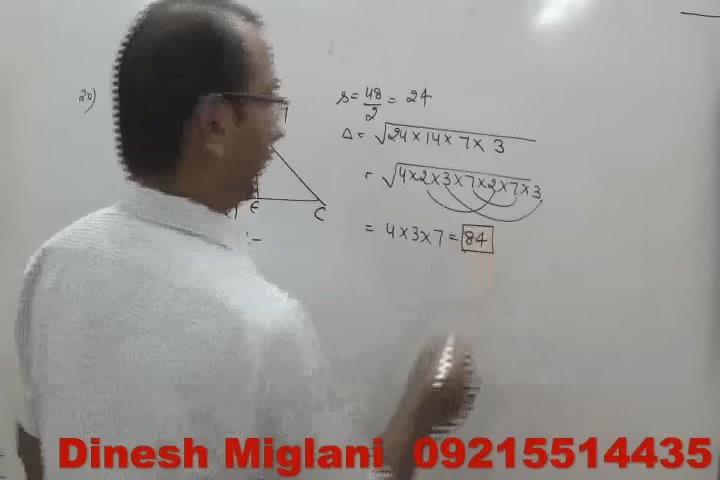 20)
S = 48/2 = 24
Δ = √24×14×7×3
= √4×2×3×7×2×7×3
E C
:-
= 4×3×7 = 84
Dinesh Miglani 09215514435